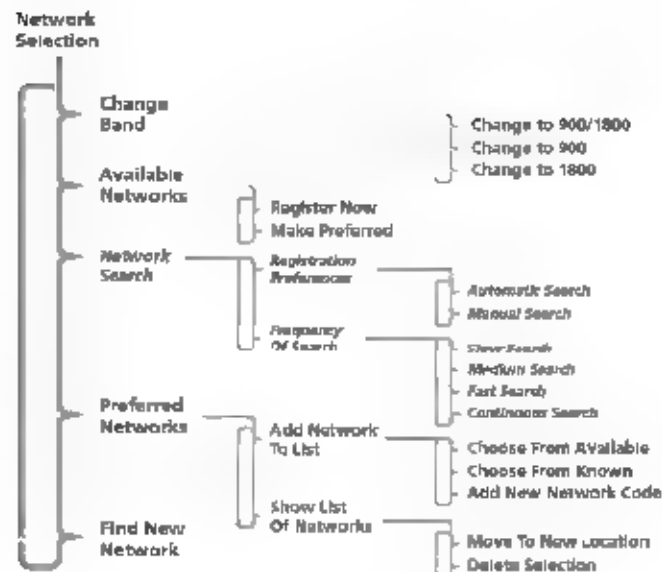 Network
Selection
Change
Band
Change to 900/1800
Change to 900
Change to 1800
Available
Networks
Register Now
Make Preferred
Network
Search
Registration
Preferences
Automatic Search
Manual Search
Frequency
Of Search
Slow Search
Medium Search
Fast Search
Continuous Search
Preferred
Networks
Add Network
To List
Choose From Available
Choose From Known
Add New Network Code
Show List
Of Networks
Move To New Location
Delete Selection
Find New
Network